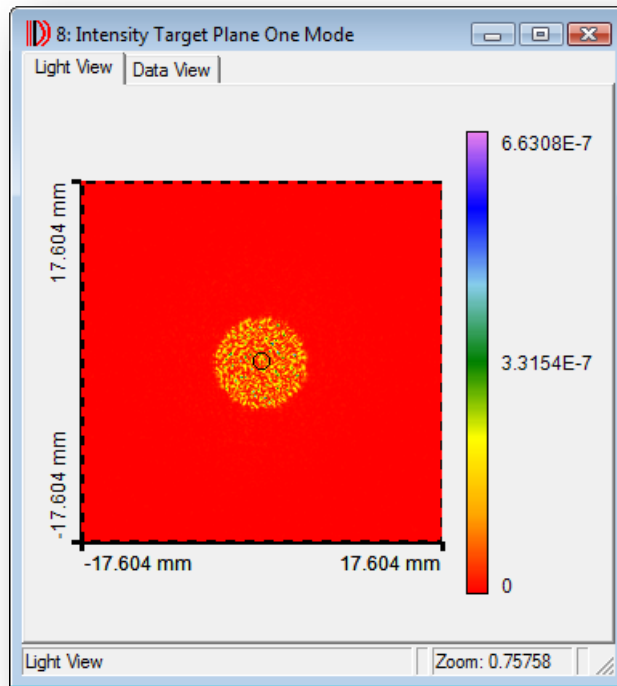 8: Intensity Target Plane One Mode
Light View
Data View
6.6308E-7
17.604 mm
3.3154E-7
-17.604 mm
0
-17.604 mm
17.604 mm
Light View
Zoom: 0.75758